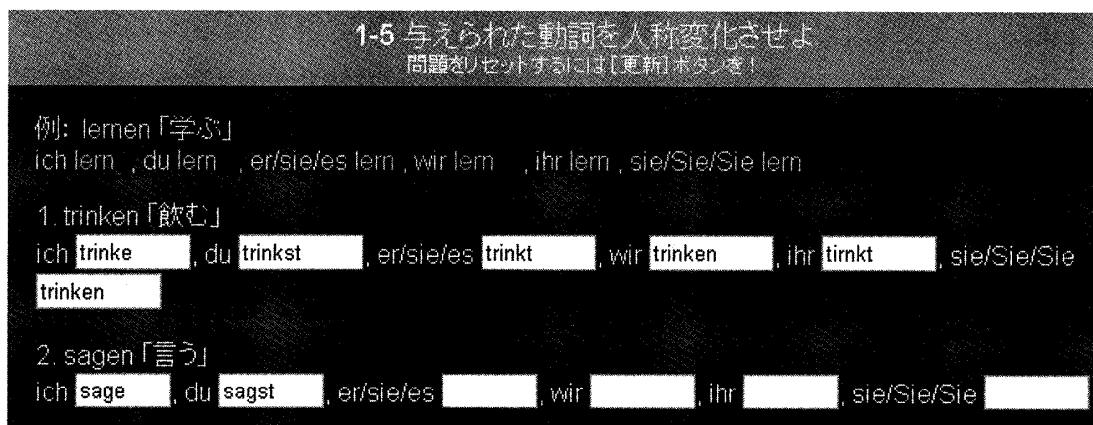 1-5 与えられた動詞を人称変化させよ
問題をリセットするには[更新]ボタンを!
例: lernen「学ぶ」
ich lern , du lern , er/sie/es lern , wir lern , ihr lern , sie/Sie/Sie lern
1. trinken「飲む」
ich trinke , du trinkst , er/sie/es trinkt , wir trinken , ihr tirnkt , sie/Sie/Sie
trinken
2. sagen「言う」
ich sage , du sagst , er/sie/es , wir , ihr , sie/Sie/Sie